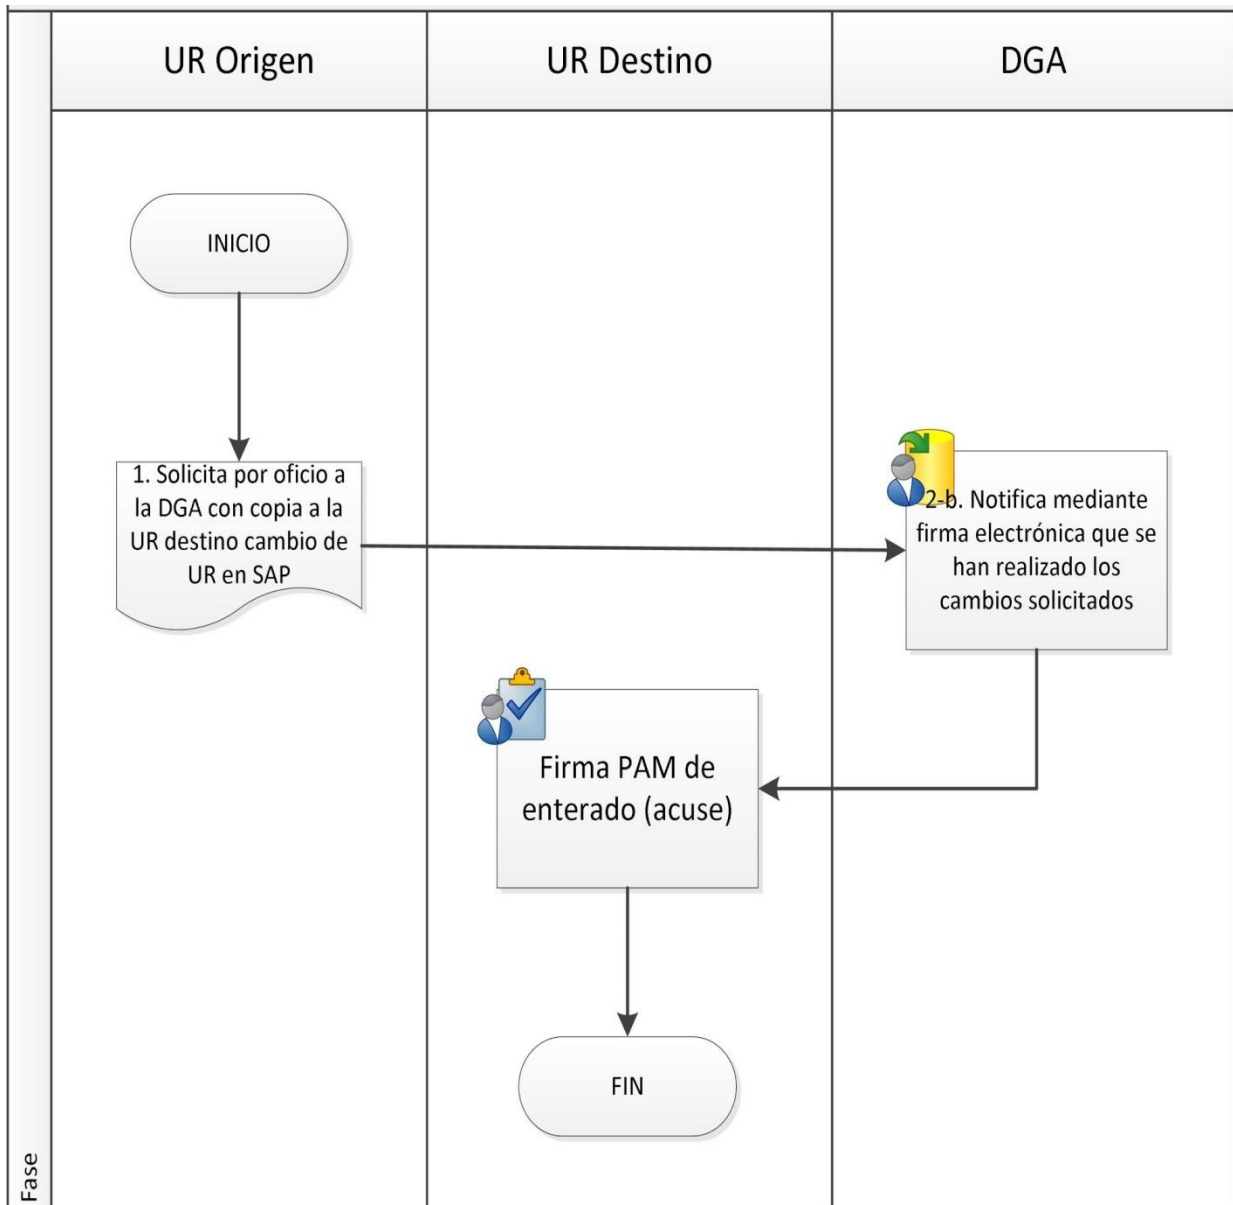 UR Origen
UR Destino
DGA
INICIO
1. Solicita por oficio a
la DGA con copia a la
UR destino cambio de
UR en SAP
2-b. Notifica mediante
firma electrónica que se
han realizado los
cambios solicitados
Firma PAM de
enterado (acuse)
FIN
Fase